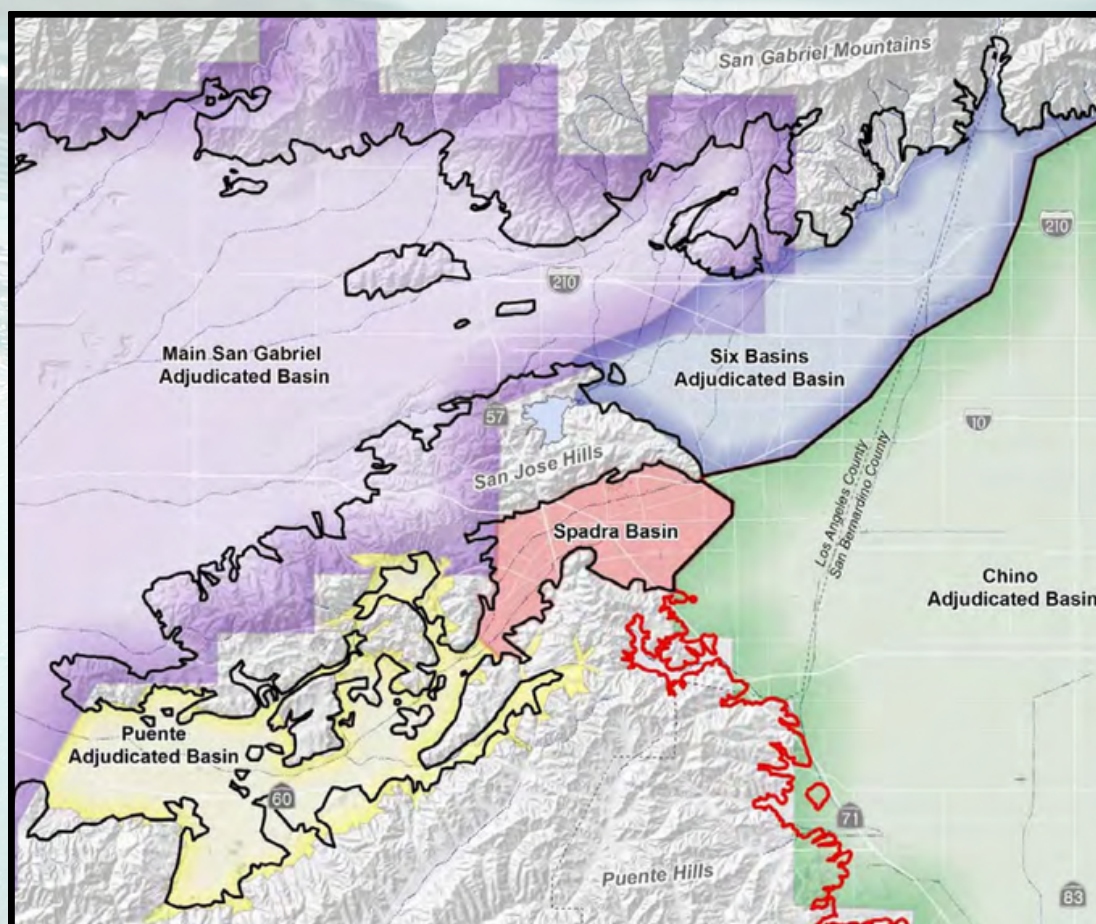 San Gabriel Mountains
210
210
Main San Gabriel
Adjudicated Basin
Six Basins
Adjudicated Basin
57
10
San Jose Hills
Los Angeles County
San Bernardino County
Spadra Basin
Chino
Adjudicated Basin
Puente
Adjudicated Basin
60
71
Puente Hills
83